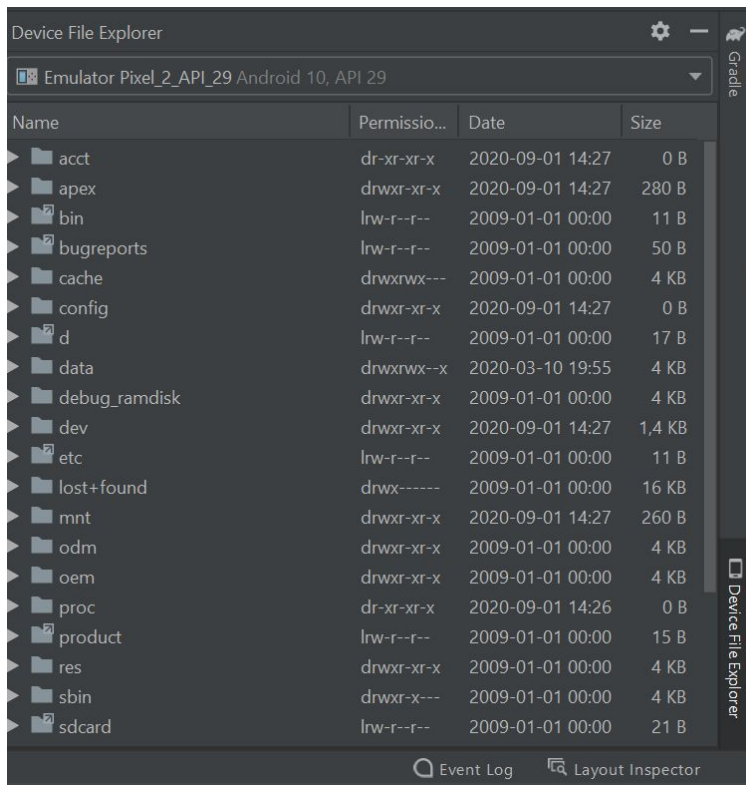 Device File Explorer
Emulator Pixel_2_API_29 Android 10, API 29
Name Permissio... Date Size
acct dr-xr-xr-x 2020-09-01 14:27 0 B
apex drwxr-xr-x 2020-09-01 14:27 280 B
bin lrw-r--r-- 2009-01-01 00:00 11 B
bugreports lrw-r--r-- 2009-01-01 00:00 50 B
cache drwxrwx--- 2009-01-01 00:00 4 KB
config drwxr-xr-x 2020-09-01 14:27 0 B
d lrw-r--r-- 2009-01-01 00:00 17 B
data drwxrwx--x 2020-03-10 19:55 4 KB
debug_ramdisk drwxr-xr-x 2009-01-01 00:00 4 KB
dev drwxr-xr-x 2020-09-01 14:27 1,4 KB
etc lrw-r--r-- 2009-01-01 00:00 11 B
lost+found drwx------ 2009-01-01 00:00 16 KB
mnt drwxr-xr-x 2020-09-01 14:27 260 B
odm drwxr-xr-x 2009-01-01 00:00 4 KB
oem drwxr-xr-x 2009-01-01 00:00 4 KB
proc dr-xr-xr-x 2020-09-01 14:26 0 B
product lrw-r--r-- 2009-01-01 00:00 15 B
res drwxr-xr-x 2009-01-01 00:00 4 KB
sbin drwxr-x--- 2009-01-01 00:00 4 KB
sdcard lrw-r--r-- 2009-01-01 00:00 21 B
Event Log Layout Inspector
Gradle
Device File Explorer